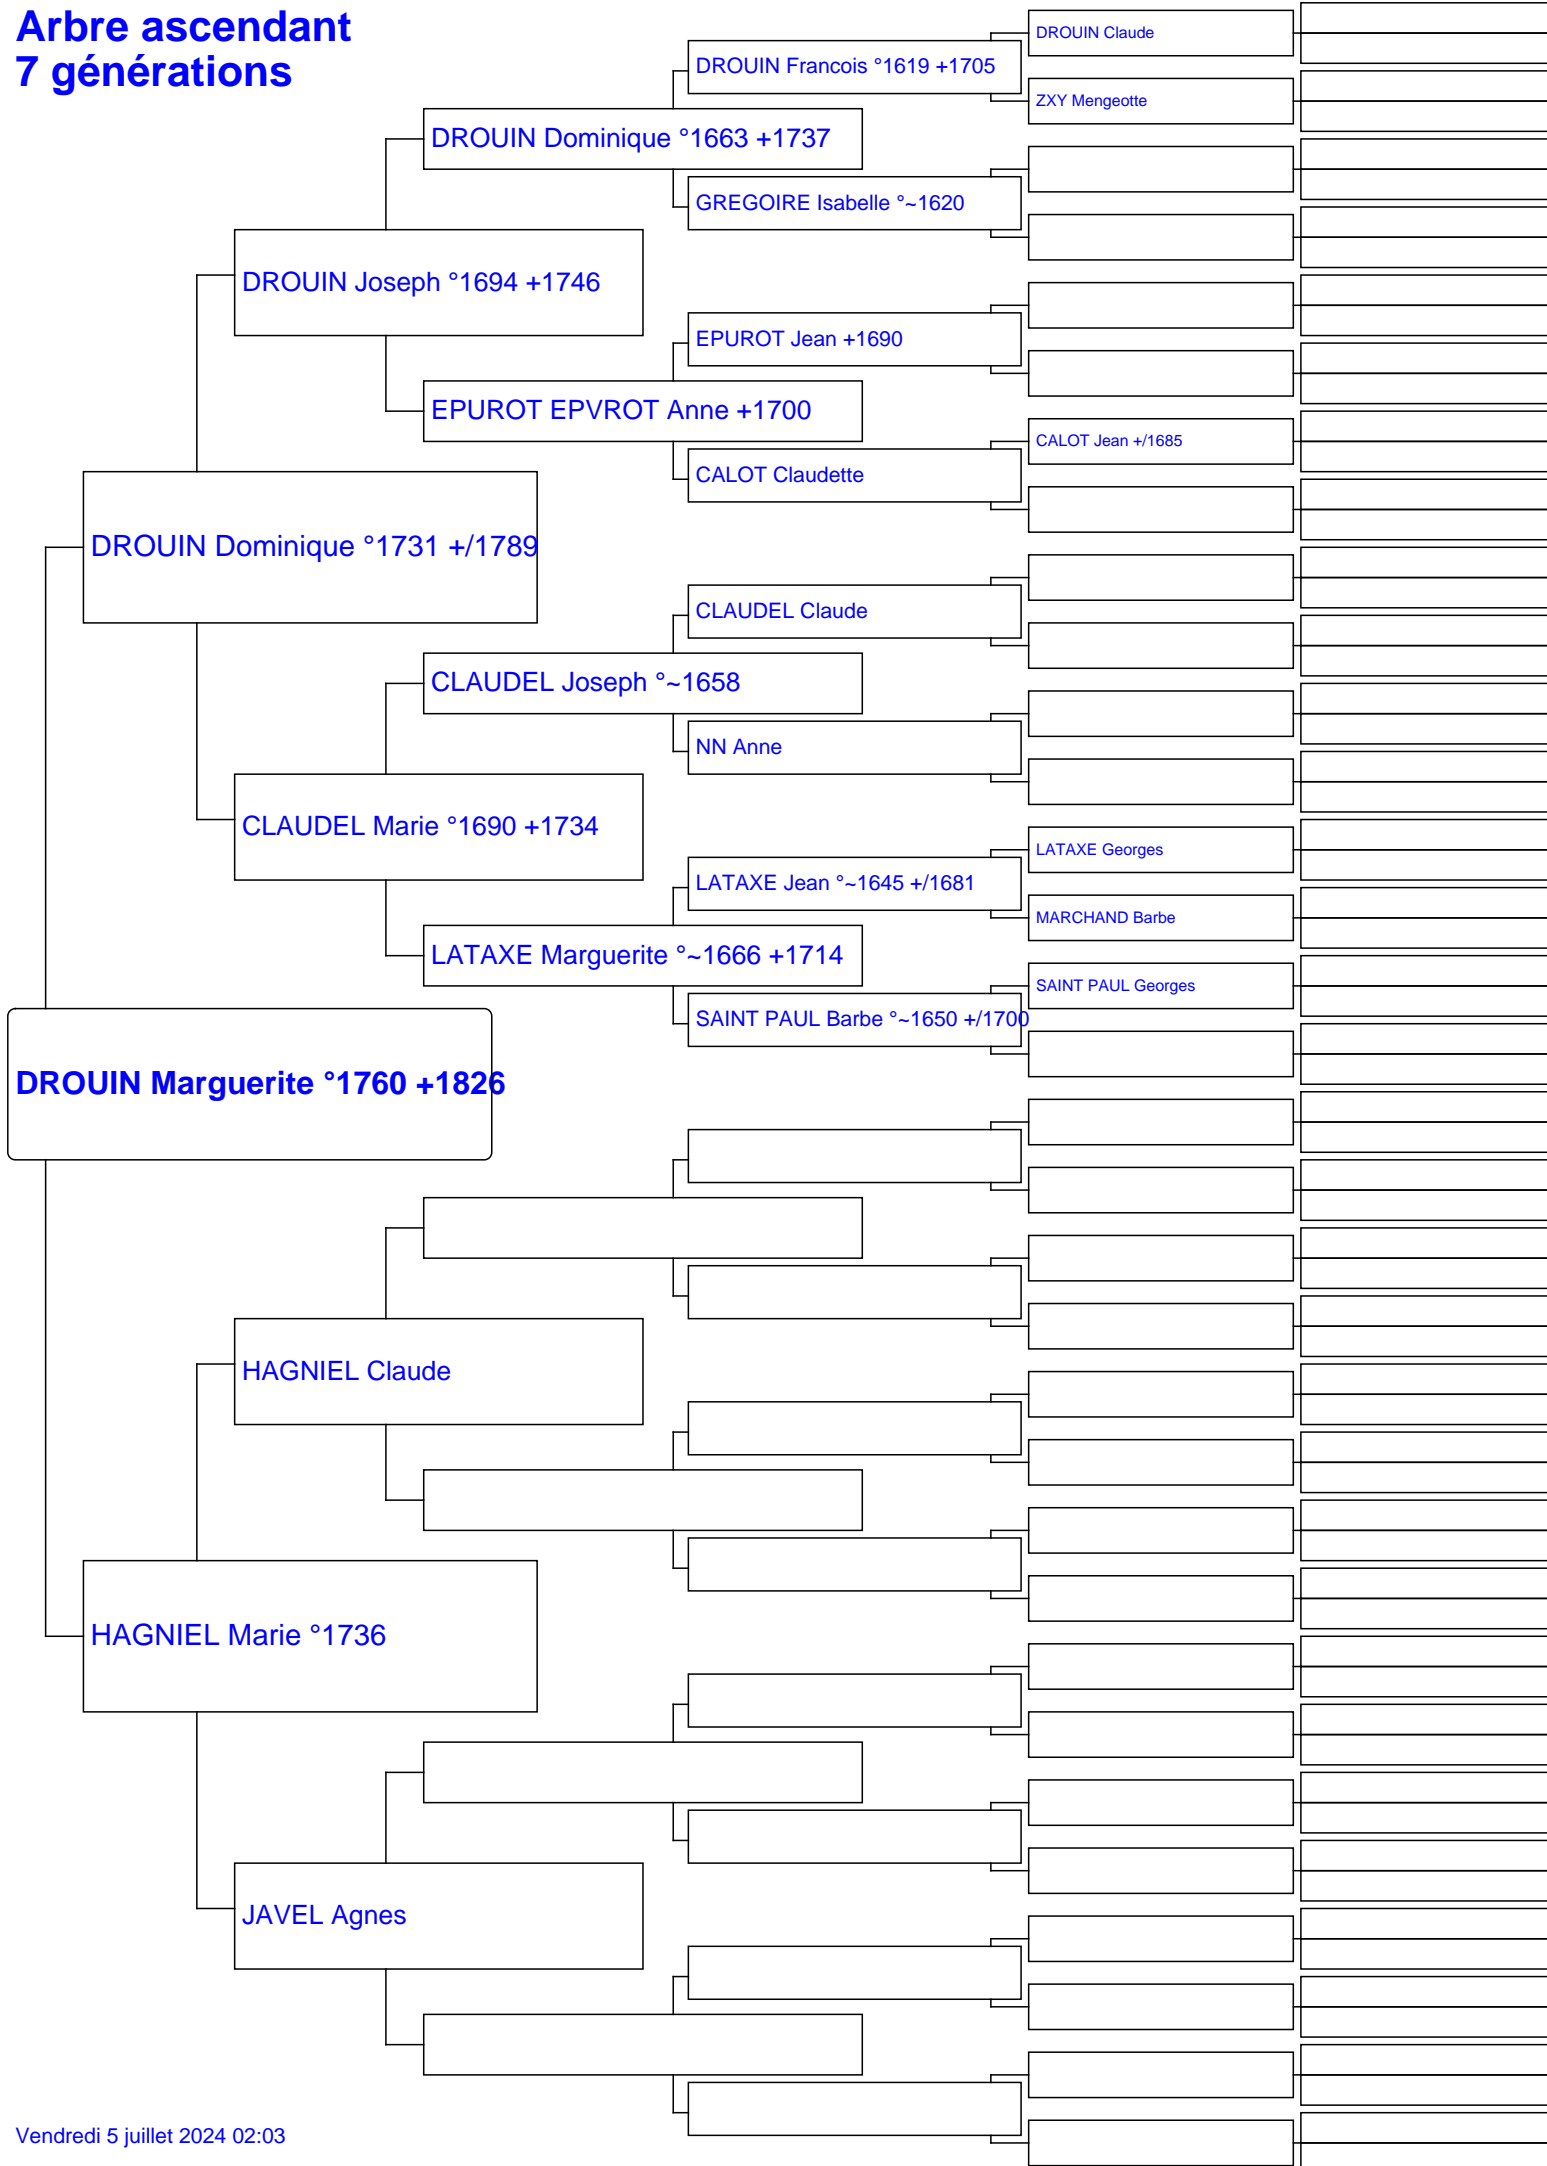 Arbre ascendant
7 générations
DROUIN Claude
DROUIN Francois °1619 +1705
ZXY Mengeotte
DROUIN Dominique °1663 +1737
GREGOIRE Isabelle °~1620
DROUIN Joseph °1694 +1746
EPUROT Jean +1690
EPUROT EPVROT Anne +1700
CALOT Jean +/1685
CALOT Claudette
DROUIN Dominique °1731 +/1789
CLAUDEL Claude
CLAUDEL Joseph °~1658
NN Anne
CLAUDEL Marie °1690 +1734
LATAXE Georges
LATAXE Jean °~1645 +/1681
MARCHAND Barbe
LATAXE Marguerite °~1666 +1714
SAINT PAUL Georges
SAINT PAUL Barbe °~1650 +/1700
DROUIN Marguerite °1760 +1826
HAGNIEL Claude
HAGNIEL Marie °1736
JAVEL Agnes
Vendredi 5 juillet 2024 02:03